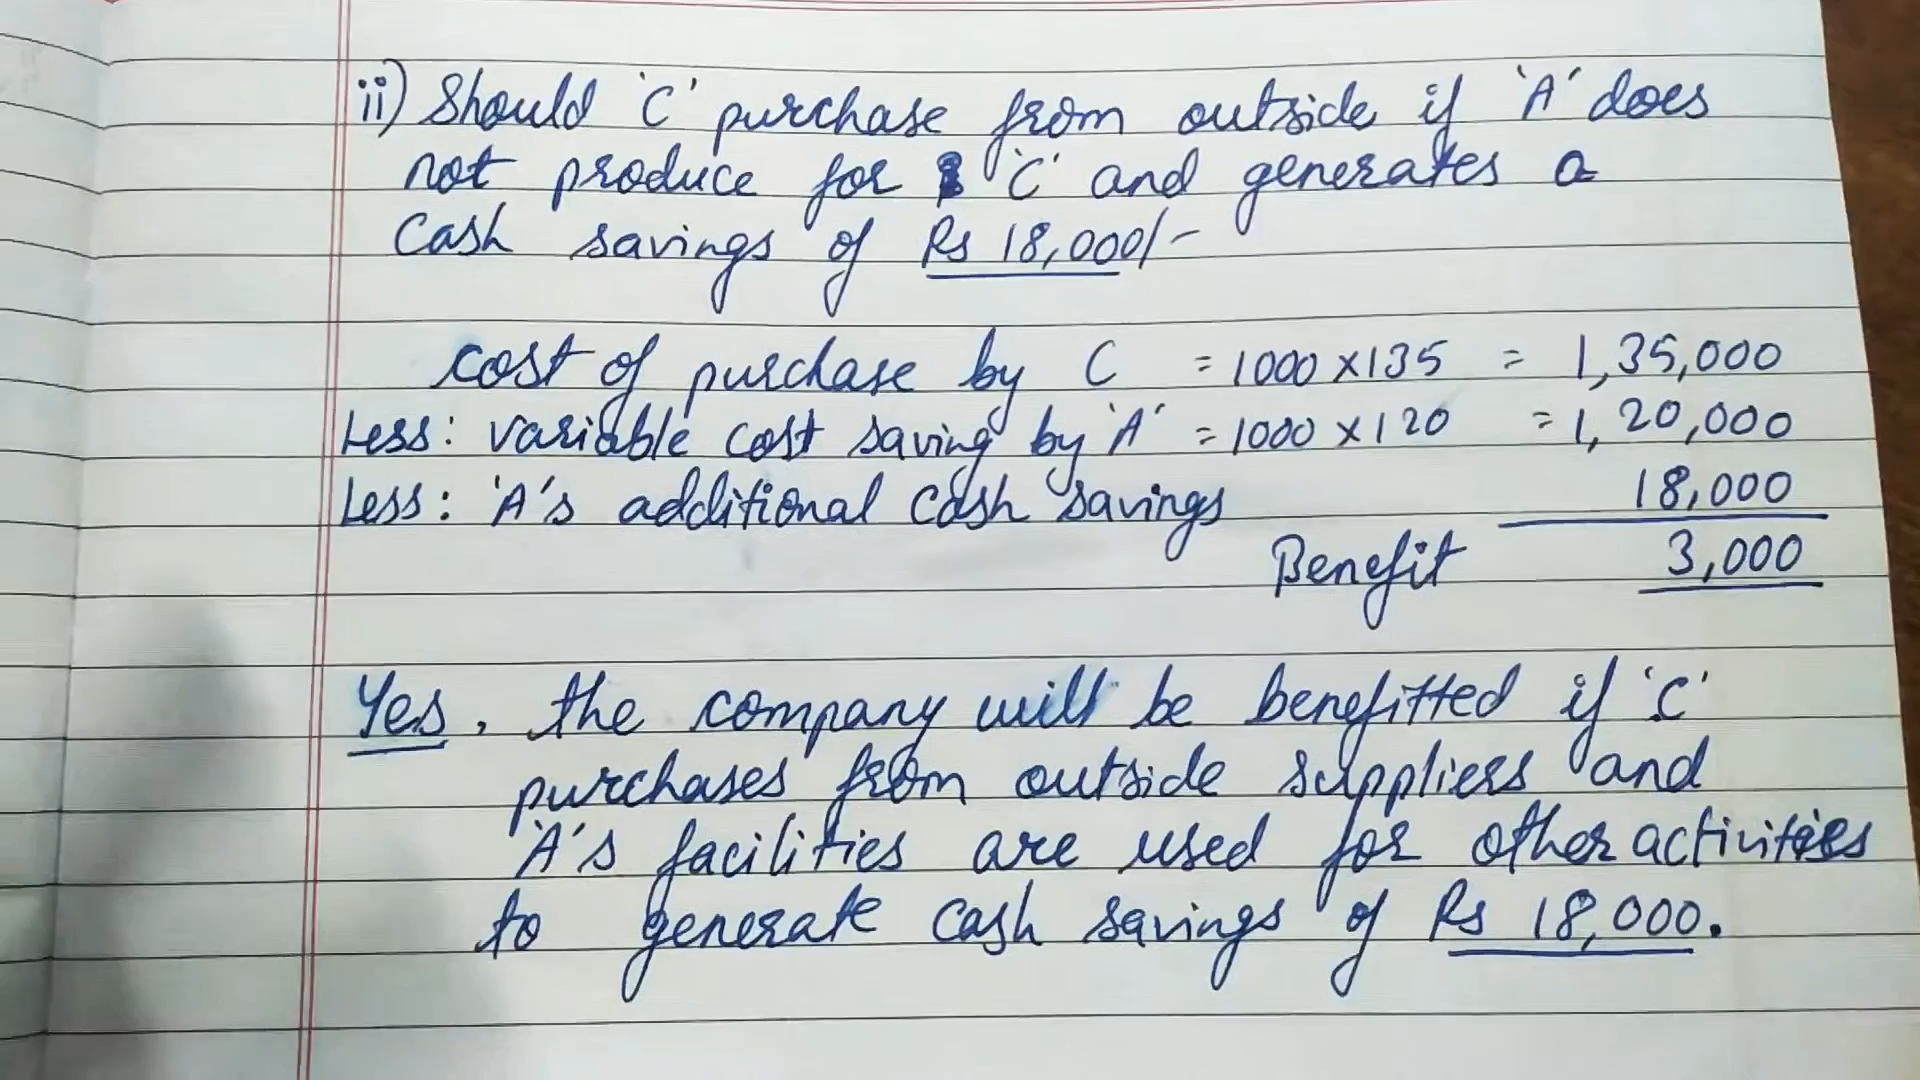 ii) Should 'C' purchase from outside if 'A' does
not produce for 'C' and generates a
Cash savings of Rs 18,000/-
Cost of purchase by C = 1000 x 135 = 1,35,000
Less: variable cost saving by 'A' = 1000 x 120 = 1,20,000
Less: 'A's additional cash savings 18,000
Benefit 3,000
Yes, the company will be benefitted if 'C'
purchases from outside suppliers and
'A's facilities are used for other activities
to generate cash savings of Rs 18,000.